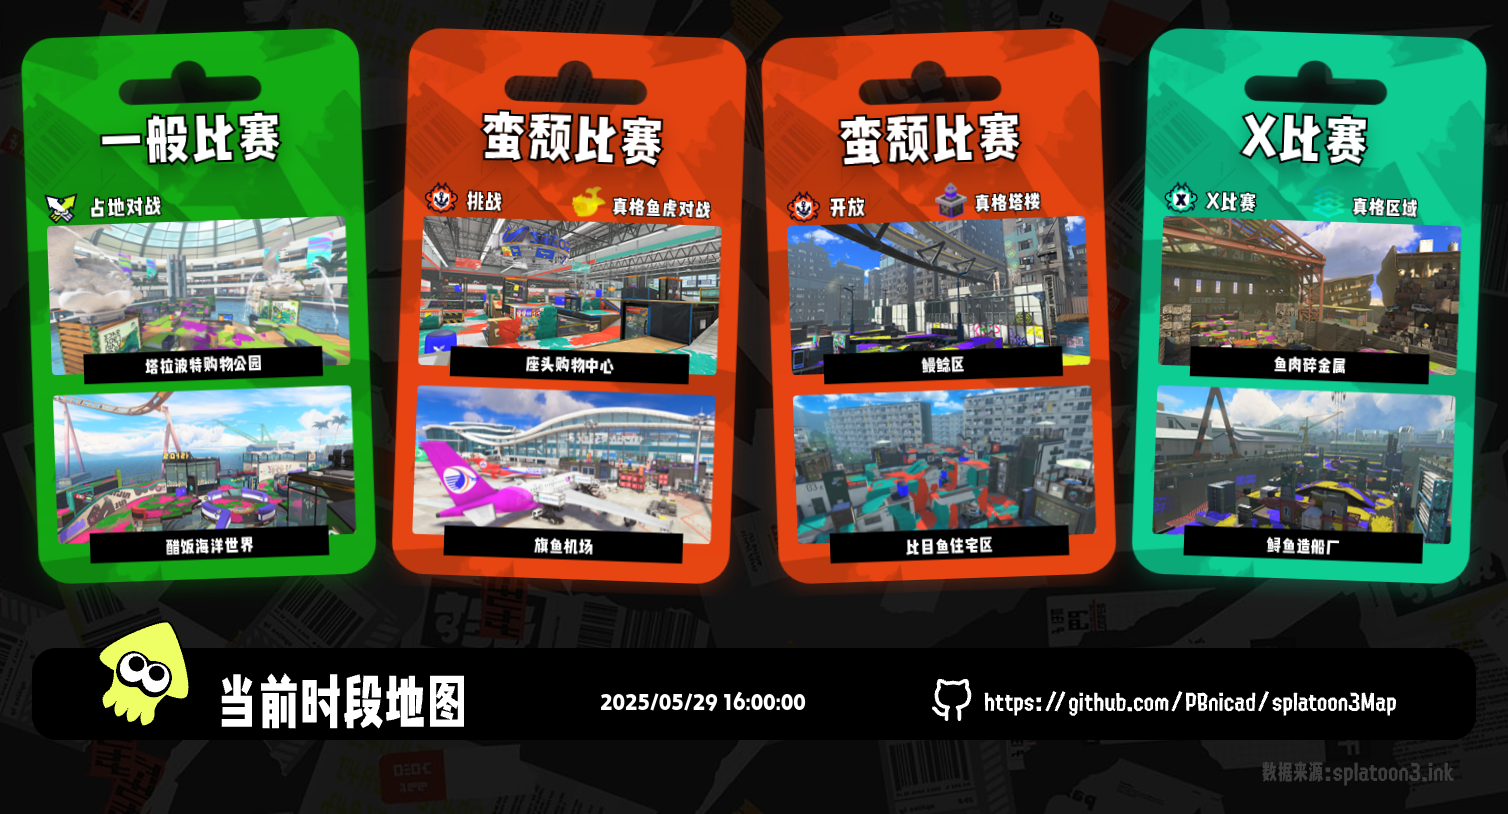 一般比赛
占地对战
塔拉波特购物公园
醋饭海洋世界
蛮颓比赛
挑战
真格鱼虎对战
座头购物中心
旗鱼机场
蛮颓比赛
开放
真格塔楼
鳗鲶区
比目鱼住宅区
X比赛
X比赛
真格区域
鱼肉碎金属
鲟鱼造船厂
当前时段地图
2025/05/29 16:00:00
https://github.com/PBnicad/splatoon3Map
数据来源:splatoon3.ink